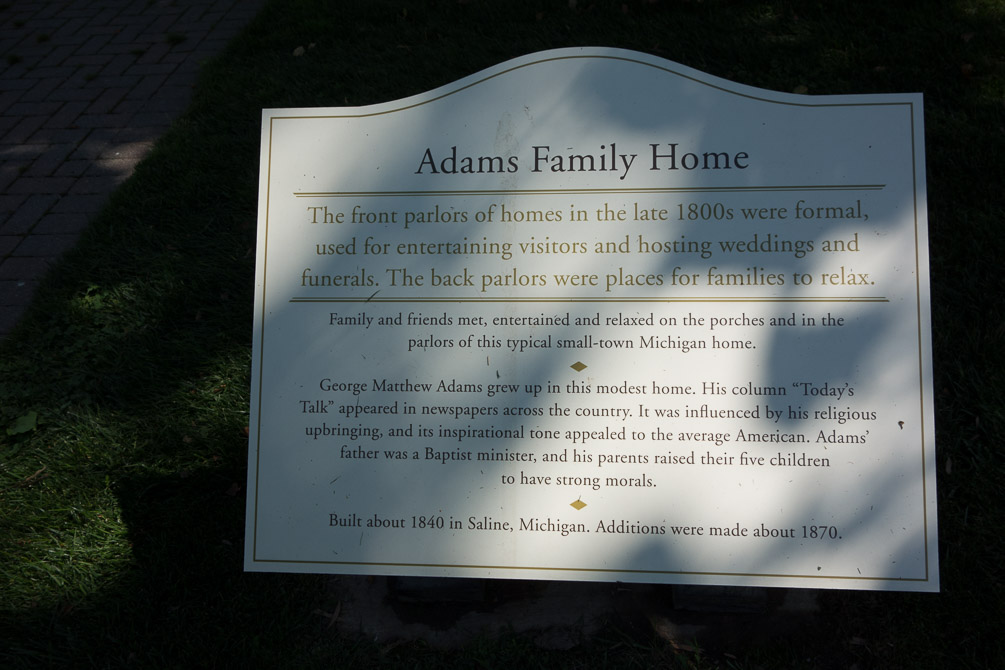 Adams Family Home
The front parlors of homes in the late 1800s were formal,
used for entertaining visitors and hosting weddings and
funerals. The back parlors were places for families to relax.
Family and friends met, entertained and relaxed on the porches and in the
parlors of this typical small-town Michigan home.
George Matthew Adams grew up in this modest home. His column “Today’s
Talk” appeared in newspapers across the country. It was influenced by his religious
upbringing, and its inspirational tone appealed to the average American. Adams’
father was a Baptist minister, and his parents raised their five children
to have strong morals.
Built about 1840 in Saline, Michigan. Additions were made about 1870.